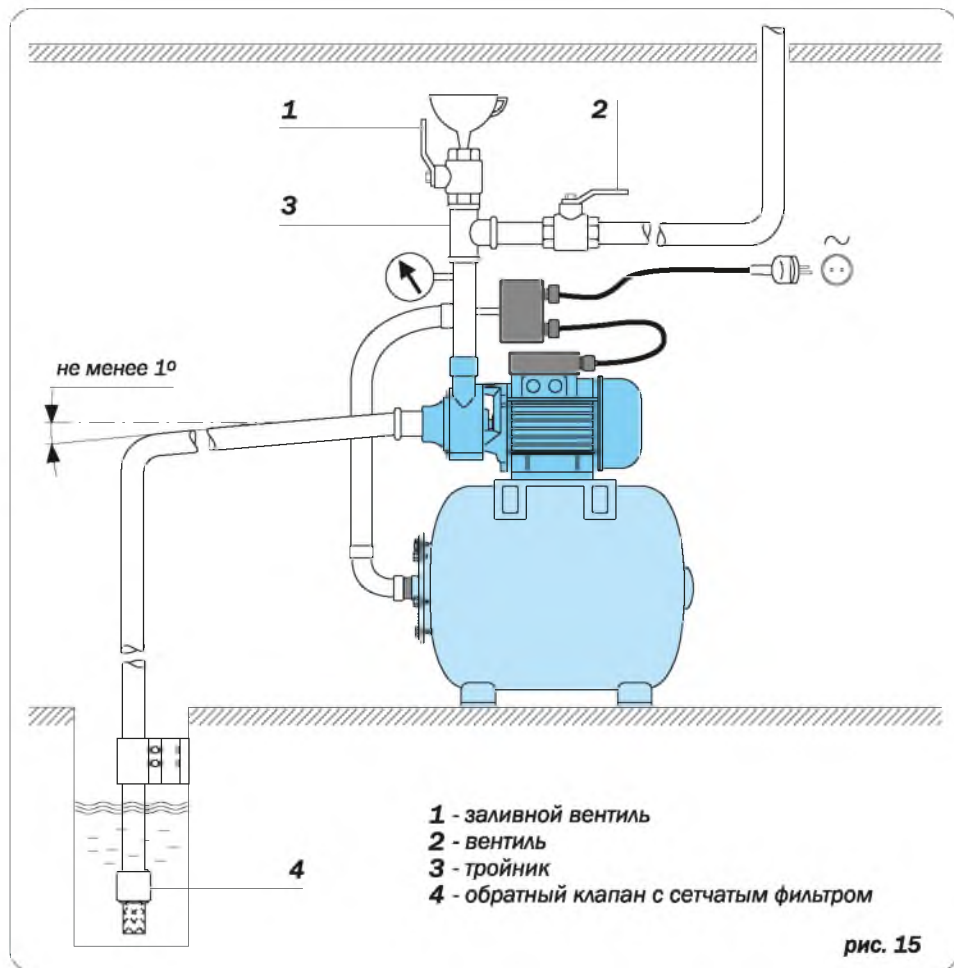 1
2
3
~
не менее 1º
1 - заливной вентиль
2 - вентиль
3 - тройник
4 - обратный клапан с сетчатым фильтром
4
рис. 15